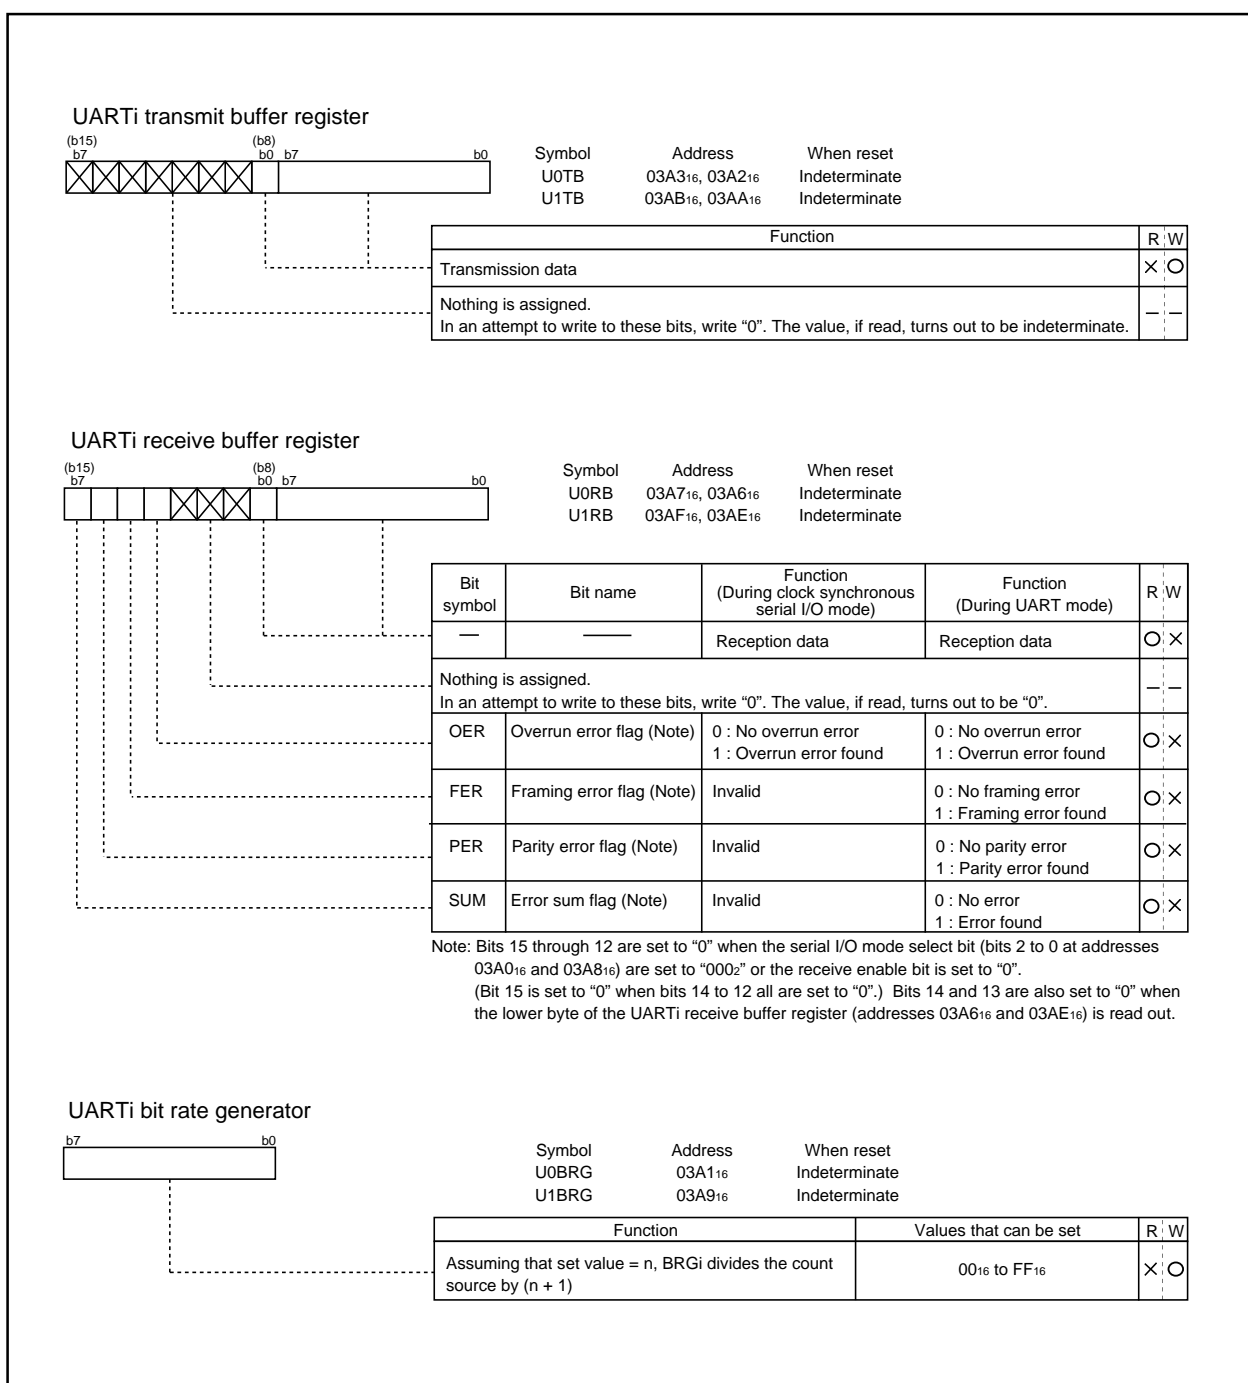 UARTi transmit buffer register
(b15) (b8)
b7 b0 b7 b0
Symbol Address When reset
U0TB 03A3₁₆, 03A2₁₆ Indeterminate
U1TB 03AB₁₆, 03AA₁₆ Indeterminate
Function R W
Transmission data × O
Nothing is assigned.
In an attempt to write to these bits, write “0”. The value, if read, turns out to be indeterminate. — —
UARTi receive buffer register
(b15) (b8)
b7 b0 b7 b0
Symbol Address When reset
U0RB 03A7₁₆, 03A6₁₆ Indeterminate
U1RB 03AF₁₆, 03AE₁₆ Indeterminate
Bit symbol Bit name Function (During clock synchronous serial I/O mode) Function (During UART mode) R W
— — Reception data Reception data O ×
Nothing is assigned.
In an attempt to write to these bits, write “0”. The value, if read, turns out to be “0”. — —
OER Overrun error flag (Note) 0 : No overrun error 0 : No overrun error O ×
1 : Overrun error found 1 : Overrun error found
FER Framing error flag (Note) Invalid 0 : No framing error O ×
1 : Framing error found
PER Parity error flag (Note) Invalid 0 : No parity error O ×
1 : Parity error found
SUM Error sum flag (Note) Invalid 0 : No error O ×
1 : Error found
Note: Bits 15 through 12 are set to “0” when the serial I/O mode select bit (bits 2 to 0 at addresses
03A0₁₆ and 03A8₁₆) are set to “000₂” or the receive enable bit is set to “0”.
(Bit 15 is set to “0” when bits 14 to 12 all are set to “0”.) Bits 14 and 13 are also set to “0” when
the lower byte of the UARTi receive buffer register (addresses 03A6₁₆ and 03AE₁₆) is read out.
UARTi bit rate generator
b7 b0
Symbol Address When reset
U0BRG 03A1₁₆ Indeterminate
U1BRG 03A9₁₆ Indeterminate
Function Values that can be set R W
Assuming that set value = n, BRGi divides the count
source by (n + 1) 00₁₆ to FF₁₆ × O